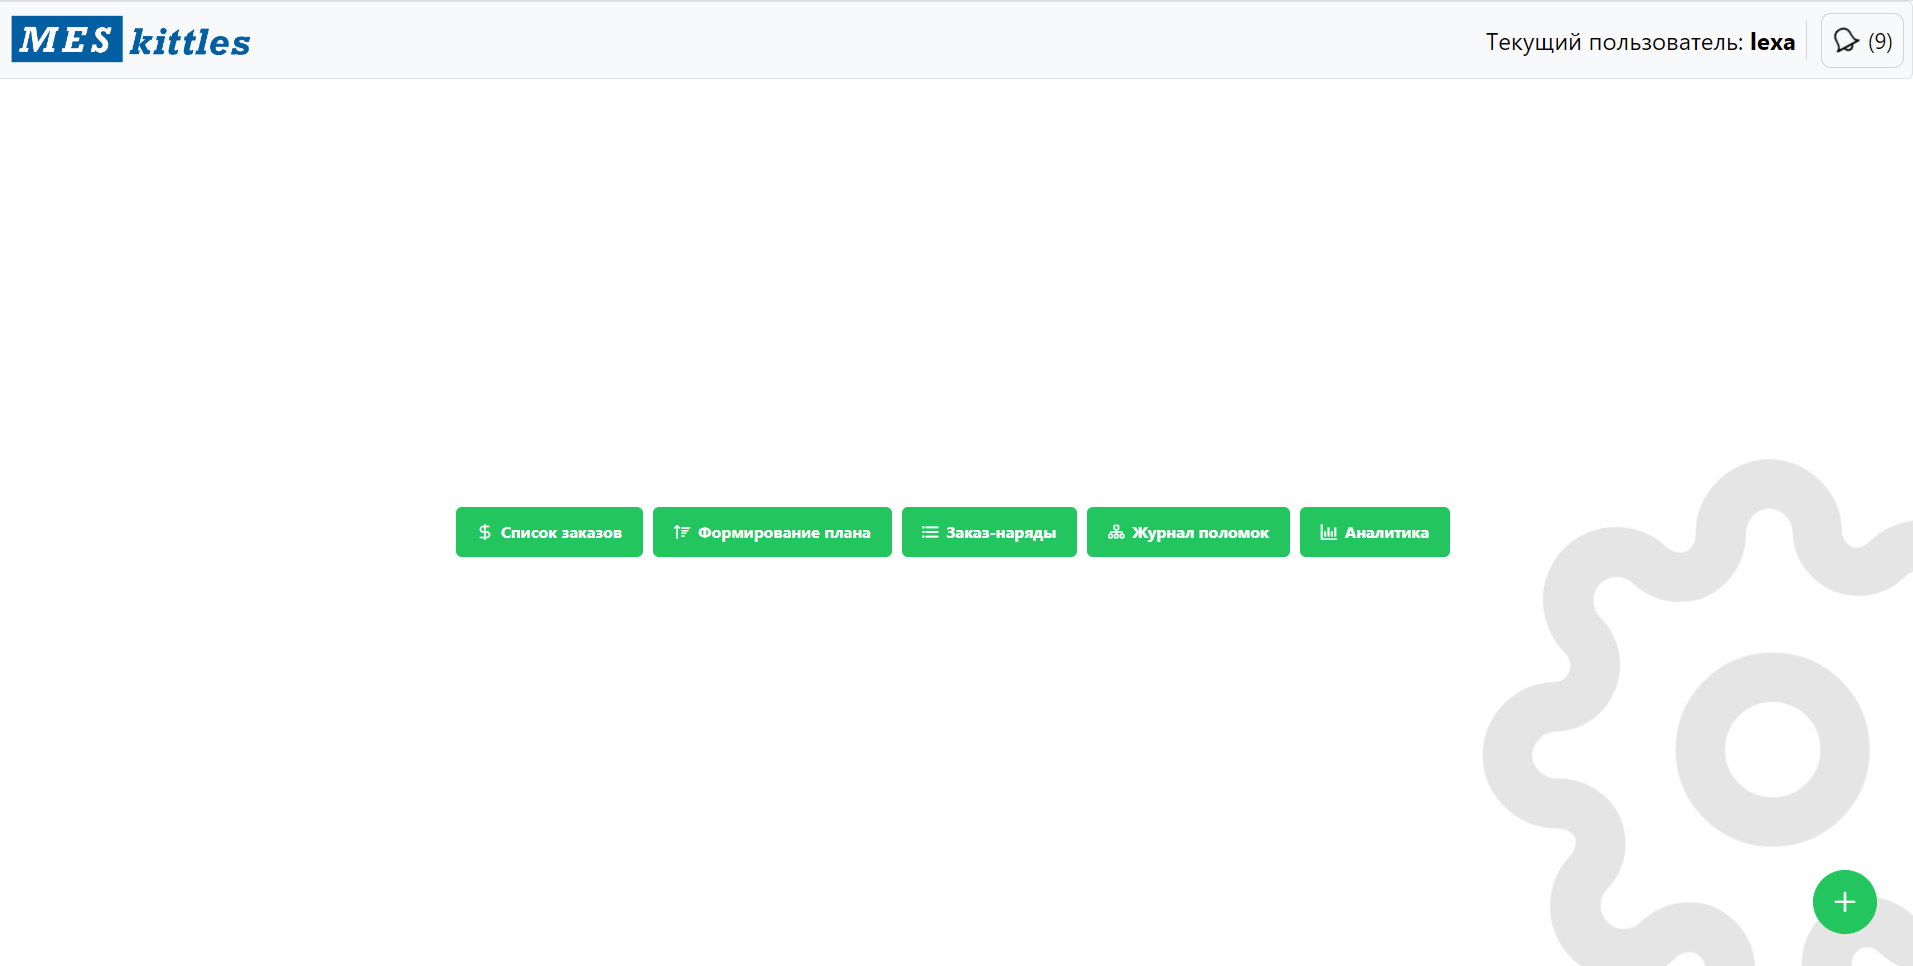 MES kittles
Текущий пользователь: lexa
(9)
Список заказов
Формирование плана
Заказ-наряды
Журнал поломок
Аналитика